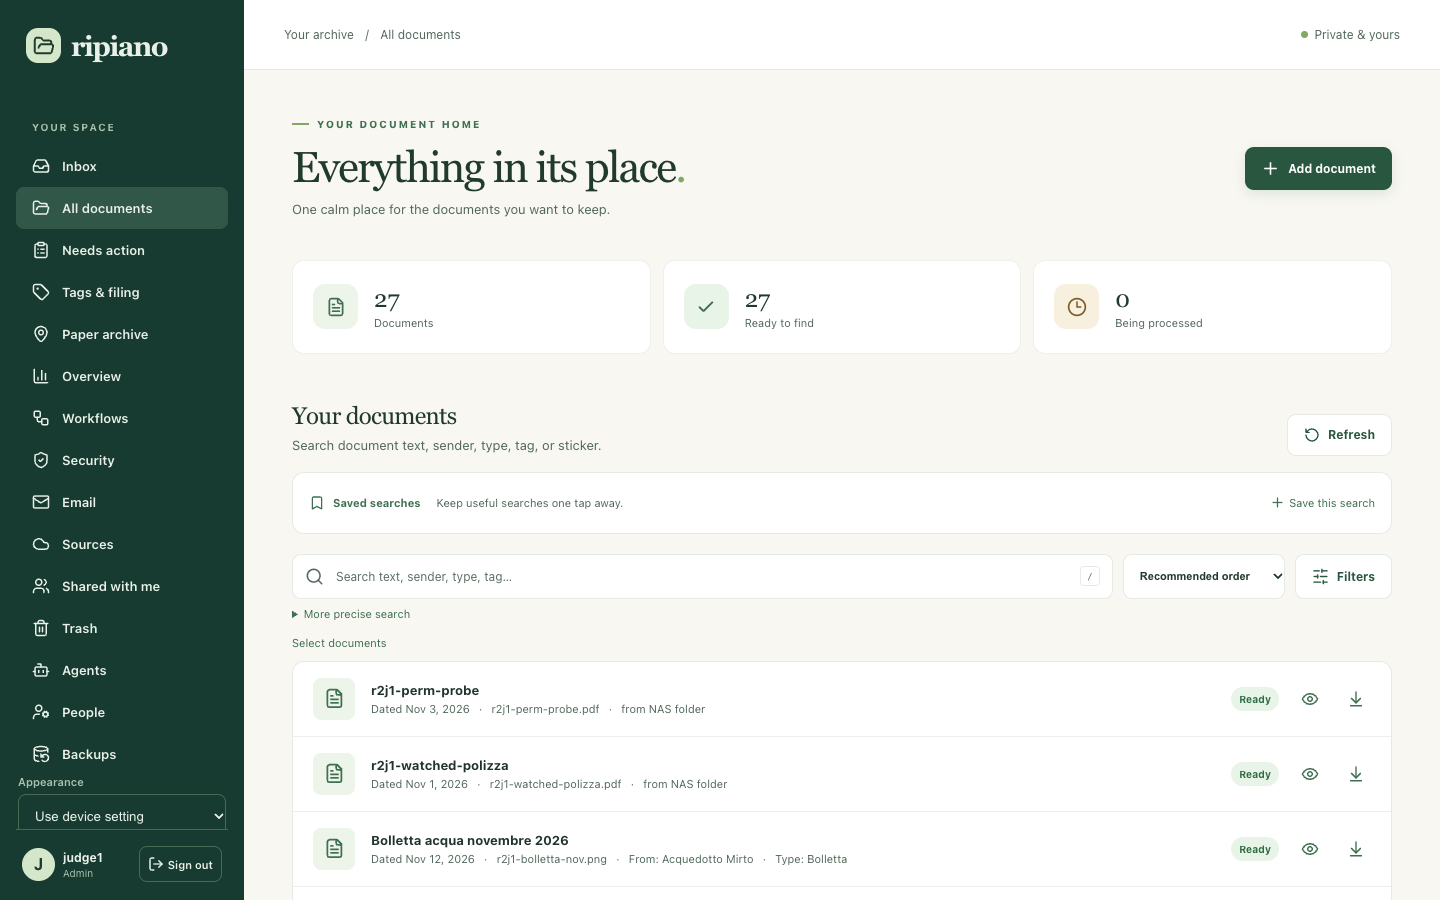 ripiano
YOUR SPACE
Inbox
All documents
Needs action
Tags & filing
Paper archive
Overview
Workflows
Security
Email
Sources
Shared with me
Trash
Agents
People
Backups
Appearance
Use device setting
J
judge1
Admin
Sign out
Your archive / All documents
Private & yours
YOUR DOCUMENT HOME
Everything in its place.
One calm place for the documents you want to keep.
Add document
27
Documents
27
Ready to find
0
Being processed
Your documents
Search document text, sender, type, tag, or sticker.
Refresh
Saved searches Keep useful searches one tap away.
Save this search
Search text, sender, type, tag...
/
Recommended order
Filters
More precise search
Select documents
r2j1-perm-probe
Dated Nov 3, 2026 · r2j1-perm-probe.pdf · from NAS folder
Ready
r2j1-watched-polizza
Dated Nov 1, 2026 · r2j1-watched-polizza.pdf · from NAS folder
Ready
Bolletta acqua novembre 2026
Dated Nov 12, 2026 · r2j1-bolletta-nov.png · From: Acquedotto Mirto · Type: Bolletta
Ready